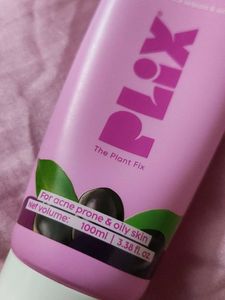 PLiX
The Plant Fix
For acne prone & oily skin
Net volume: 100ml | 3.38 fl. oz.